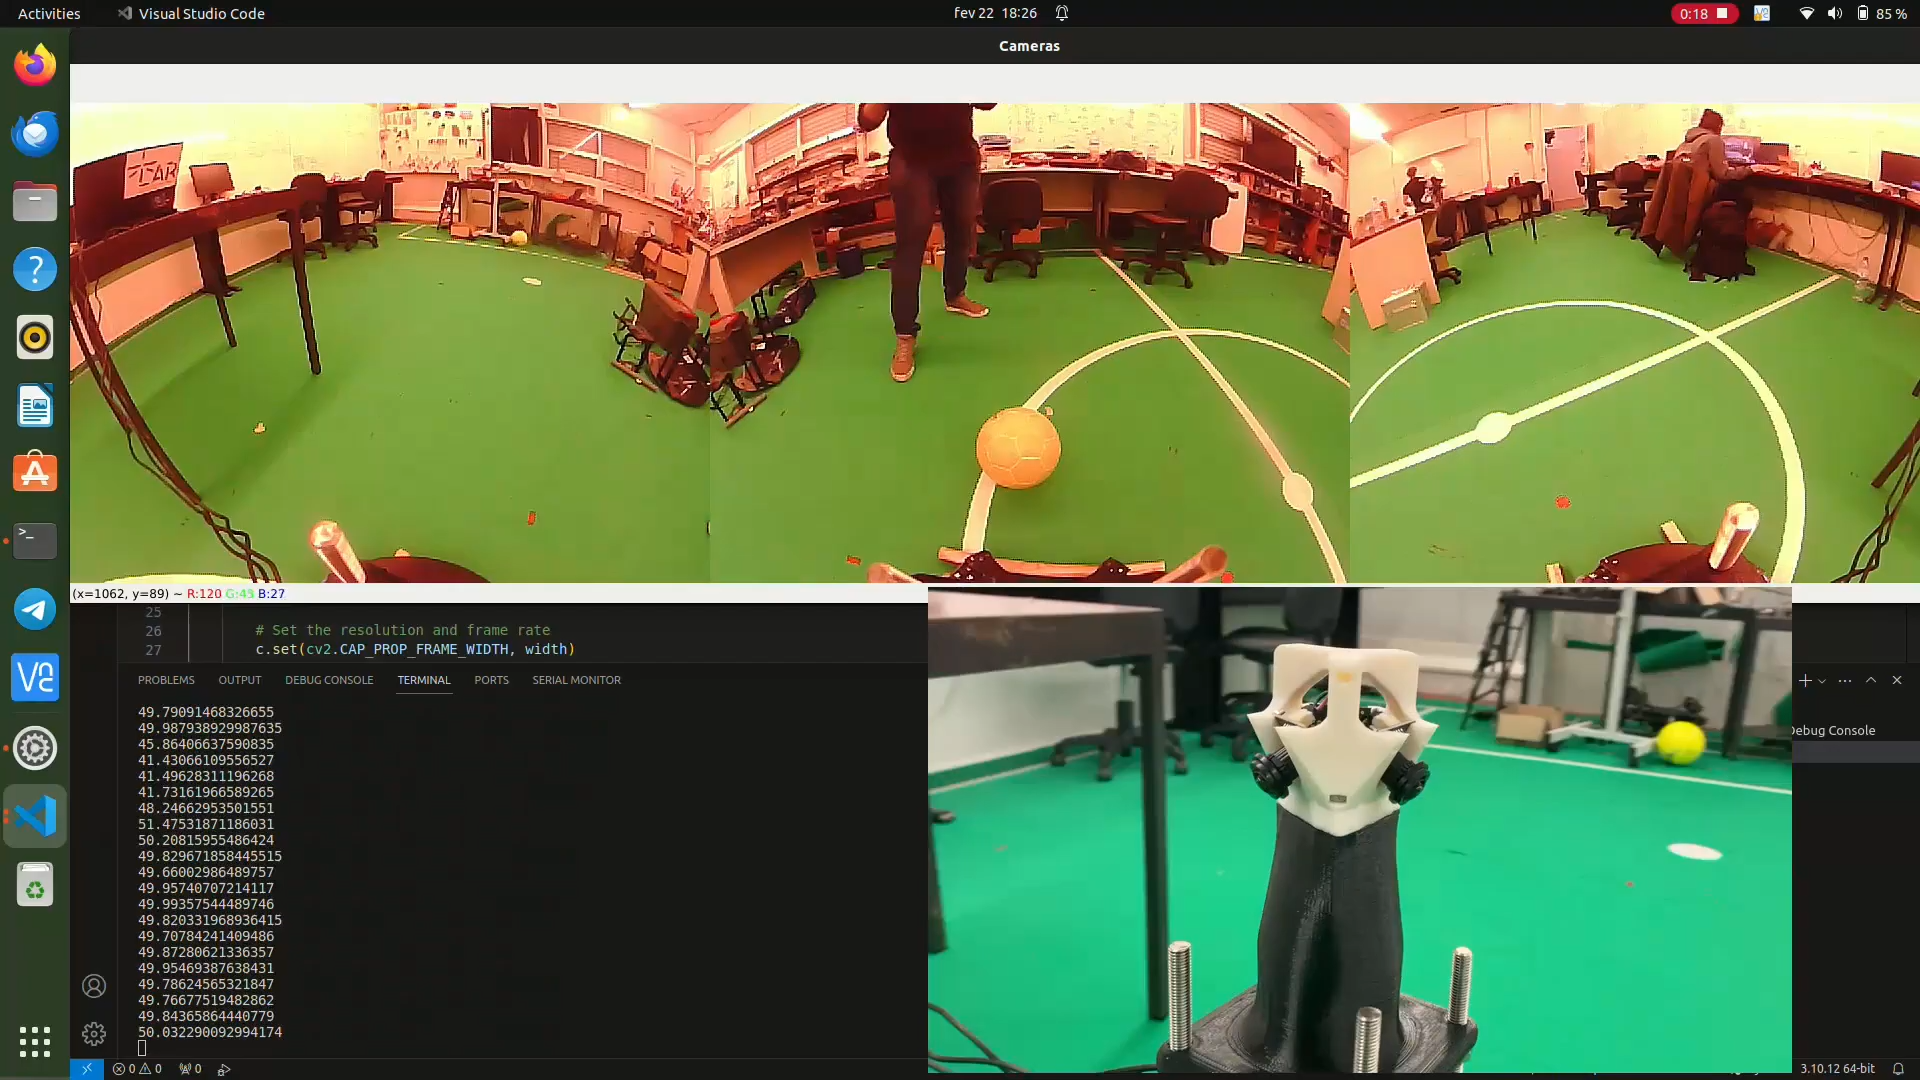 Activities
Visual Studio Code
fev 22 18:26
0:18
85 %
Cameras
CAR
(x=1062, y=89) ~ R:120 G:45 B:27
25
26 # Set the resolution and frame rate
27 c.set(cv2.CAP_PROP_FRAME_WIDTH, width)
PROBLEMS OUTPUT DEBUG CONSOLE TERMINAL PORTS SERIAL MONITOR
49.79091468326655
49.987938929987635
45.86406637590835
41.43066109556527
41.49628311196268
41.73161966589265
48.24662953501551
51.47531871186031
50.20815955486424
49.829671858445515
49.66002986489757
49.95740707214117
49.99357544489746
49.820331968936415
49.70784241409486
49.87280621336357
49.95469387638431
49.78624565321847
49.76677519482862
49.84365864440779
50.032290092994174
Debug Console
0 0 0
3.10.12 64-bit